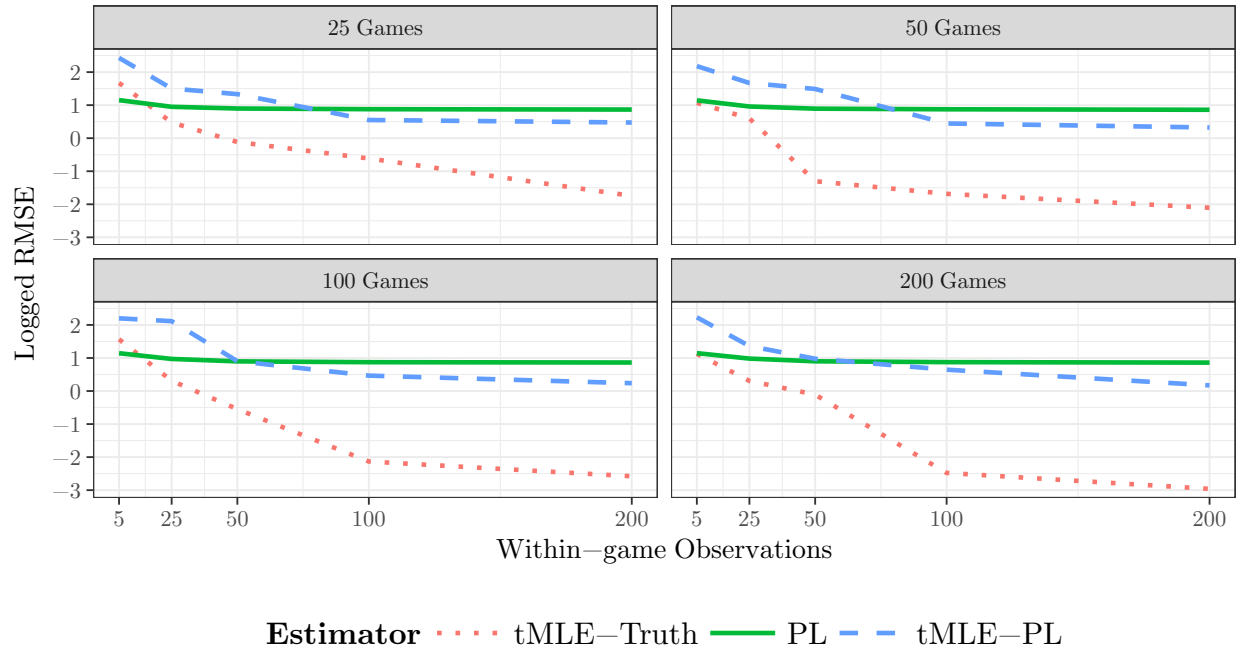 25 Games
50 Games
2
1
0
−1
−2
−3
100 Games
200 Games
2
1
0
−1
−2
−3
Logged RMSE
5 25 50 100 200
5 25 50 100 200
Within−game Observations
Estimator tMLE−Truth PL tMLE−PL